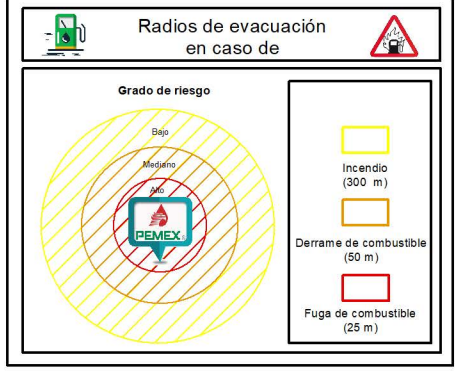 Radios de evacuación
en caso de
Grado de riesgo
Bajo
Mediano
Alto
PEMEX
Incendio
(300 m)
Derrame de combustible
(50 m)
Fuga de combustible
(25 m)